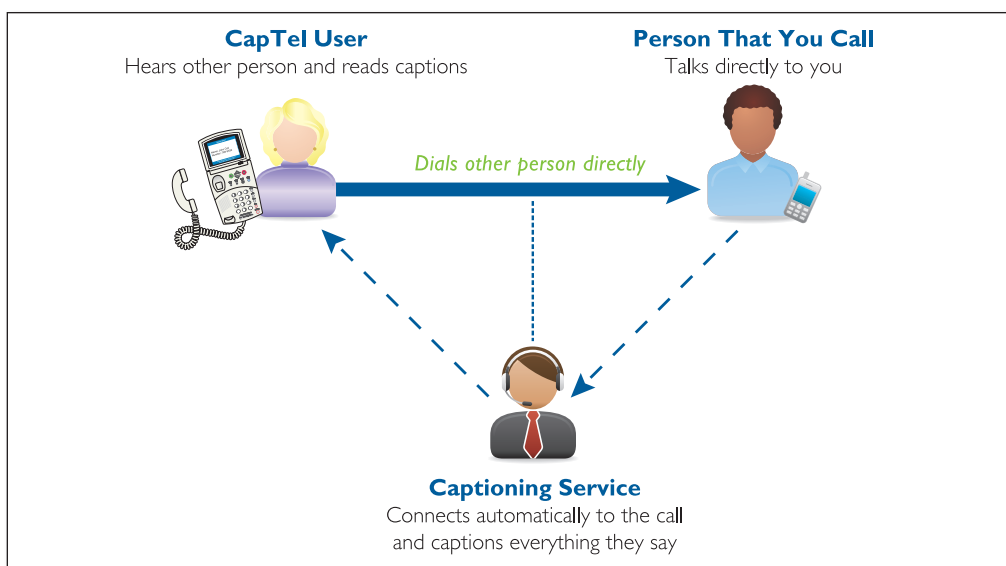 CapTel User
Hears other person and reads captions
Person That You Call
Talks directly to you
Dials other person directly
Captioning Service
Connects automatically to the call
and captions everything they say